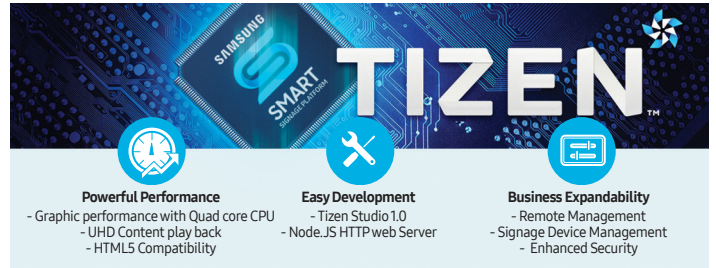 SAMSUNG
SMART
SIGNAGE PLATFORM
TIZEN™
Powerful Performance
- Graphic performance with Quad core CPU
- UHD Content play back
- HTML5 Compatibility
Easy Development
- Tizen Studio 1.0
- Node.JS HTTP web Server
Business Expandability
- Remote Management
- Signage Device Management
- Enhanced Security